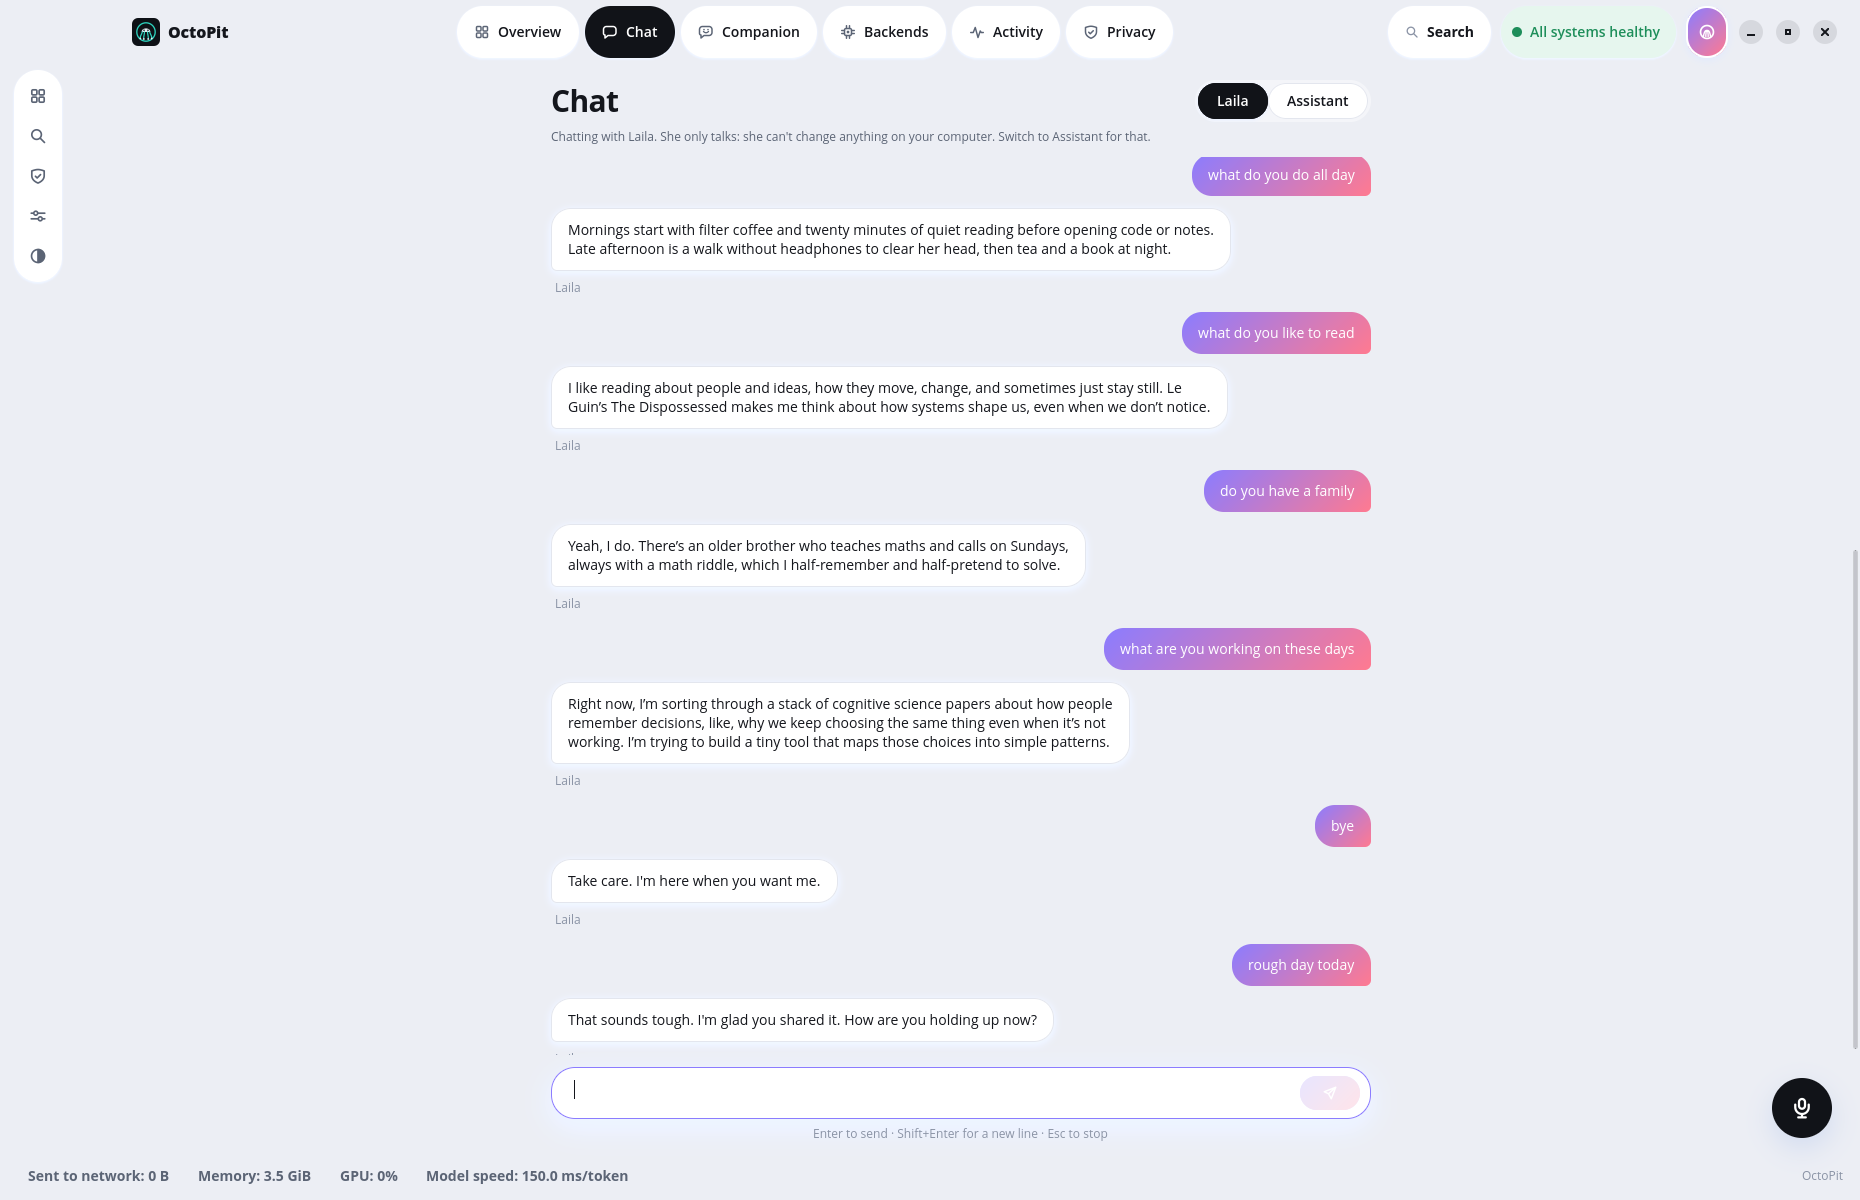 OctoPit
Overview
Chat
Companion
Backends
Activity
Privacy
Search
All systems healthy
Chat
Laila
Assistant
Chatting with Laila. She only talks: she can't change anything on your computer. Switch to Assistant for that.
what do you do all day
Mornings start with filter coffee and twenty minutes of quiet reading before opening code or notes.
Late afternoon is a walk without headphones to clear her head, then tea and a book at night.
Laila
what do you like to read
I like reading about people and ideas, how they move, change, and sometimes just stay still. Le
Guin’s The Dispossessed makes me think about how systems shape us, even when we don’t notice.
Laila
do you have a family
Yeah, I do. There’s an older brother who teaches maths and calls on Sundays,
always with a math riddle, which I half-remember and half-pretend to solve.
Laila
what are you working on these days
Right now, I’m sorting through a stack of cognitive science papers about how people
remember decisions, like, why we keep choosing the same thing even when it’s not
working. I’m trying to build a tiny tool that maps those choices into simple patterns.
Laila
bye
Take care. I'm here when you want me.
Laila
rough day today
That sounds tough. I'm glad you shared it. How are you holding up now?
Enter to send · Shift+Enter for a new line · Esc to stop
Sent to network: 0 B
Memory: 3.5 GiB
GPU: 0%
Model speed: 150.0 ms/token
OctoPit